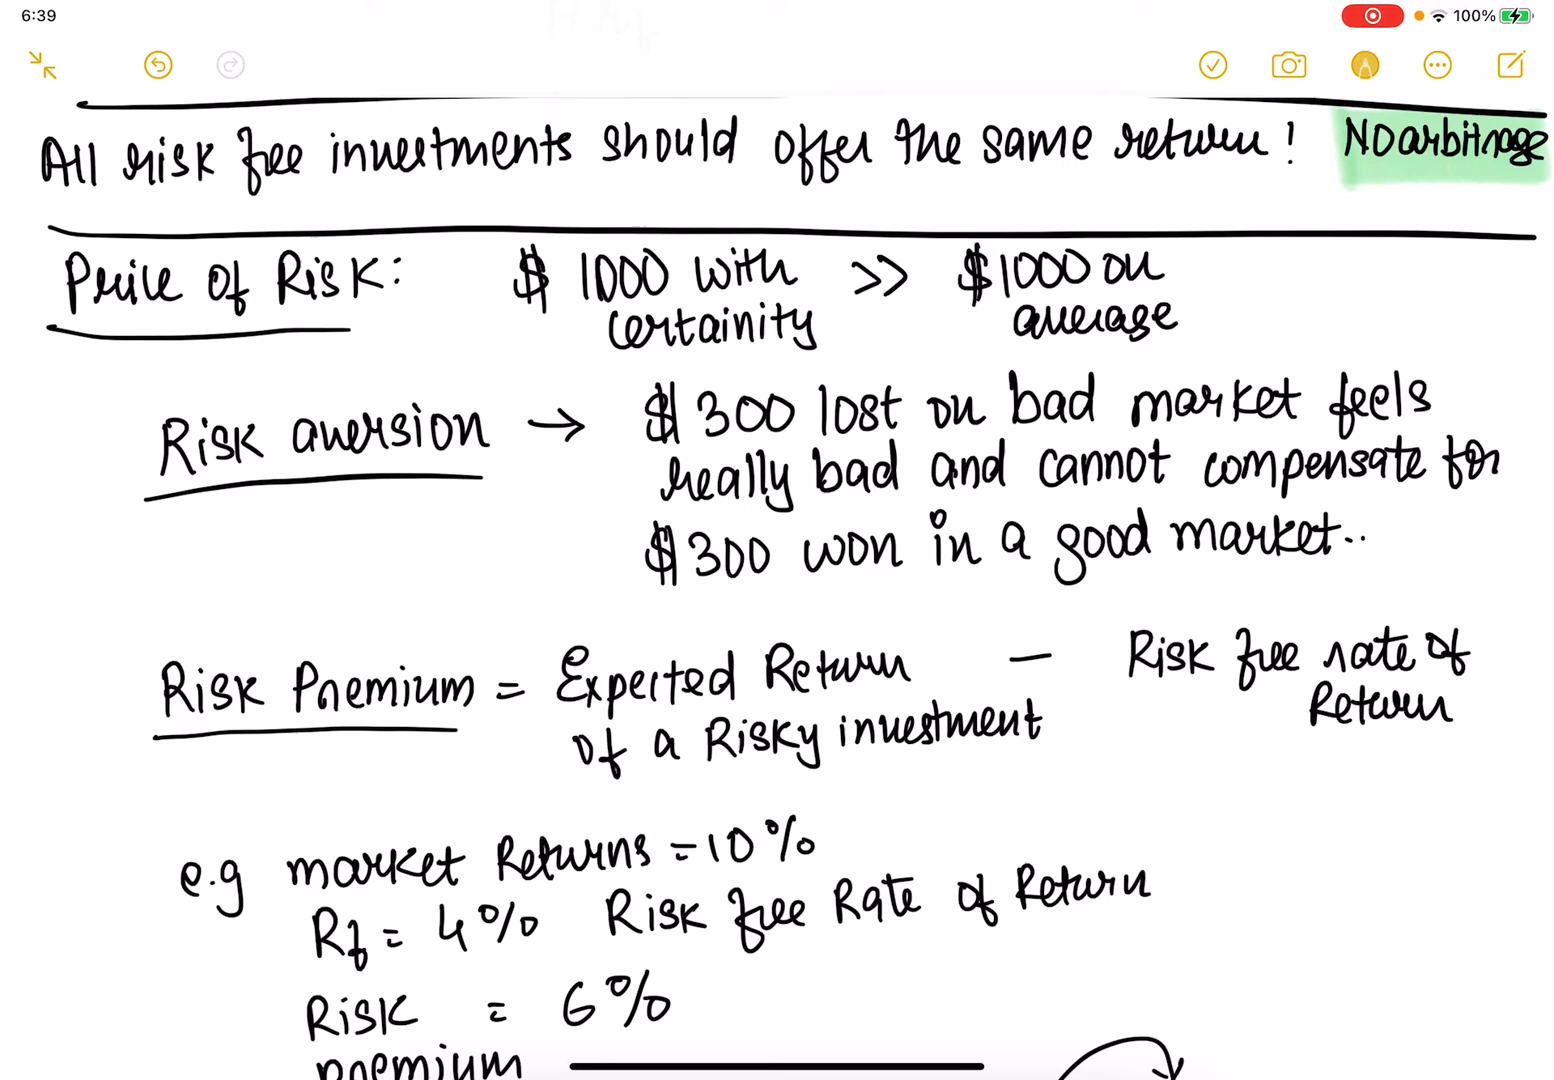 6:39
100%
All risk free investments should offer the same return! No arbitrage
Price of Risk: $1000 with certainity >> $1000 on average
Risk aversion → $300 lost on bad market feels
really bad and cannot compensate for
$300 won in a good market..
Risk Premium = Expected Return of a Risky investment — Risk free rate of Return
e.g market Returns = 10%
Rf = 4% Risk free Rate of Return
Risk premium = 6%